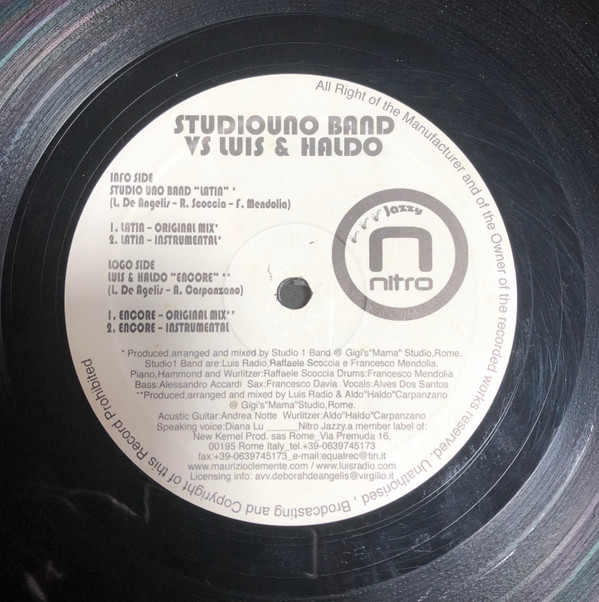 STUDIOUNO BAND
VS LUIS & HALDO
INFO SIDE
STUDIO UNO BAND "LATIN" *
(L. De Angelis – R. Scoccia – F. Mendolia)
1. LATIN – ORIGINAL MIX*
2. LATIN – INSTRUMENTAL*
LOGO SIDE
LUIS & HALDO "ENCORE" **
(L. De Agelis – A. Carpanzano)
1. ENCORE – ORIGINAL MIX**
2. ENCORE – INSTRUMENTAL
Jazzy
n
nitro
* Produced,arranged and mixed by Studio 1 Band @ Gigi's"Mama" Studio,Rome.
Studio1 Band are:Luis Radio,Raffaele Scoccia e Francesco Mendolia.
Piano,Hammond and Wurlitzer:Raffaele Scoccia Drums:Francesco Mendolia
Bass:Alessandro Accardi Sax:Francesco Davia Vocals:Alves Dos Santos
**Produced,arranged and mixed by Luis Radio & Aldo"Haldo"Carpanzano
@ Gigi's"Mama"Studio,Rome.
Acustic Guitar:Andrea Notte Wurlitzer:Aldo"Haldo"Carpanzano
Speaking voice:Diana Lu ______Nitro Jazzy.a member label of:
New Kernel Prod. sas Rome_Via Premuda 16,
00195 Rome Italy_tel.+39-0639745173
fax:+39-0639745373_e-mail:equalrec@tin.it
www.maurizioclemente.com / www.luisradio.com
Licensing info: avv.deborahdeangelis@virgilio.it
All Right of the Manufacturer and of the Owner of the recorded works reserved. Unathorised , Brodcasting and Copyright of this Record Prohibited